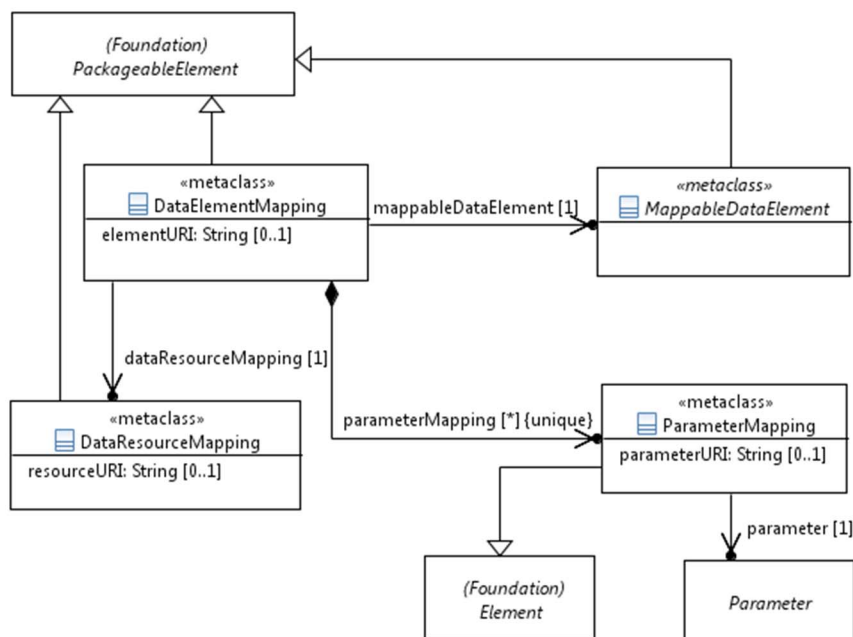 (Foundation)
PackageableElement
«metaclass»
DataElementMapping
elementURI: String [0..1]
mappableDataElement [1]
«metaclass»
MappableDataElement
dataResourceMapping [1]
«metaclass»
DataResourceMapping
resourceURI: String [0..1]
parameterMapping [*] {unique}
«metaclass»
ParameterMapping
parameterURI: String [0..1]
parameter [1]
(Foundation)
Element
Parameter